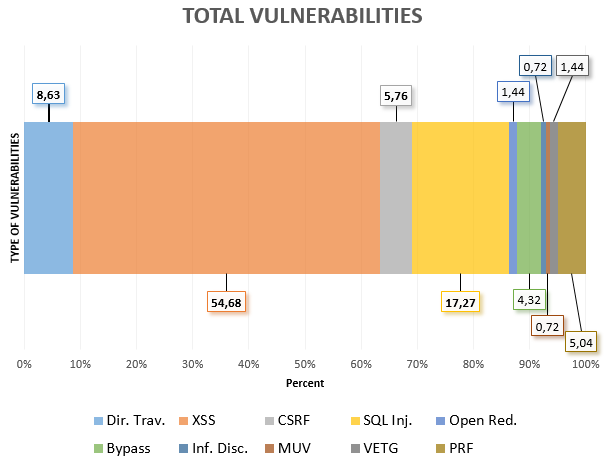 TOTAL VULNERABILITIES
0,72
1,44
8,63
5,76
1,44
TYPE OF VULNERABILITIES
54,68
17,27
4,32
0,72
5,04
0% 10% 20% 30% 40% 50% 60% 70% 80% 90% 100%
Percent
Dir. Trav. XSS CSRF SQL Inj. Open Red.
Bypass Inf. Disc. MUV VETG PRF